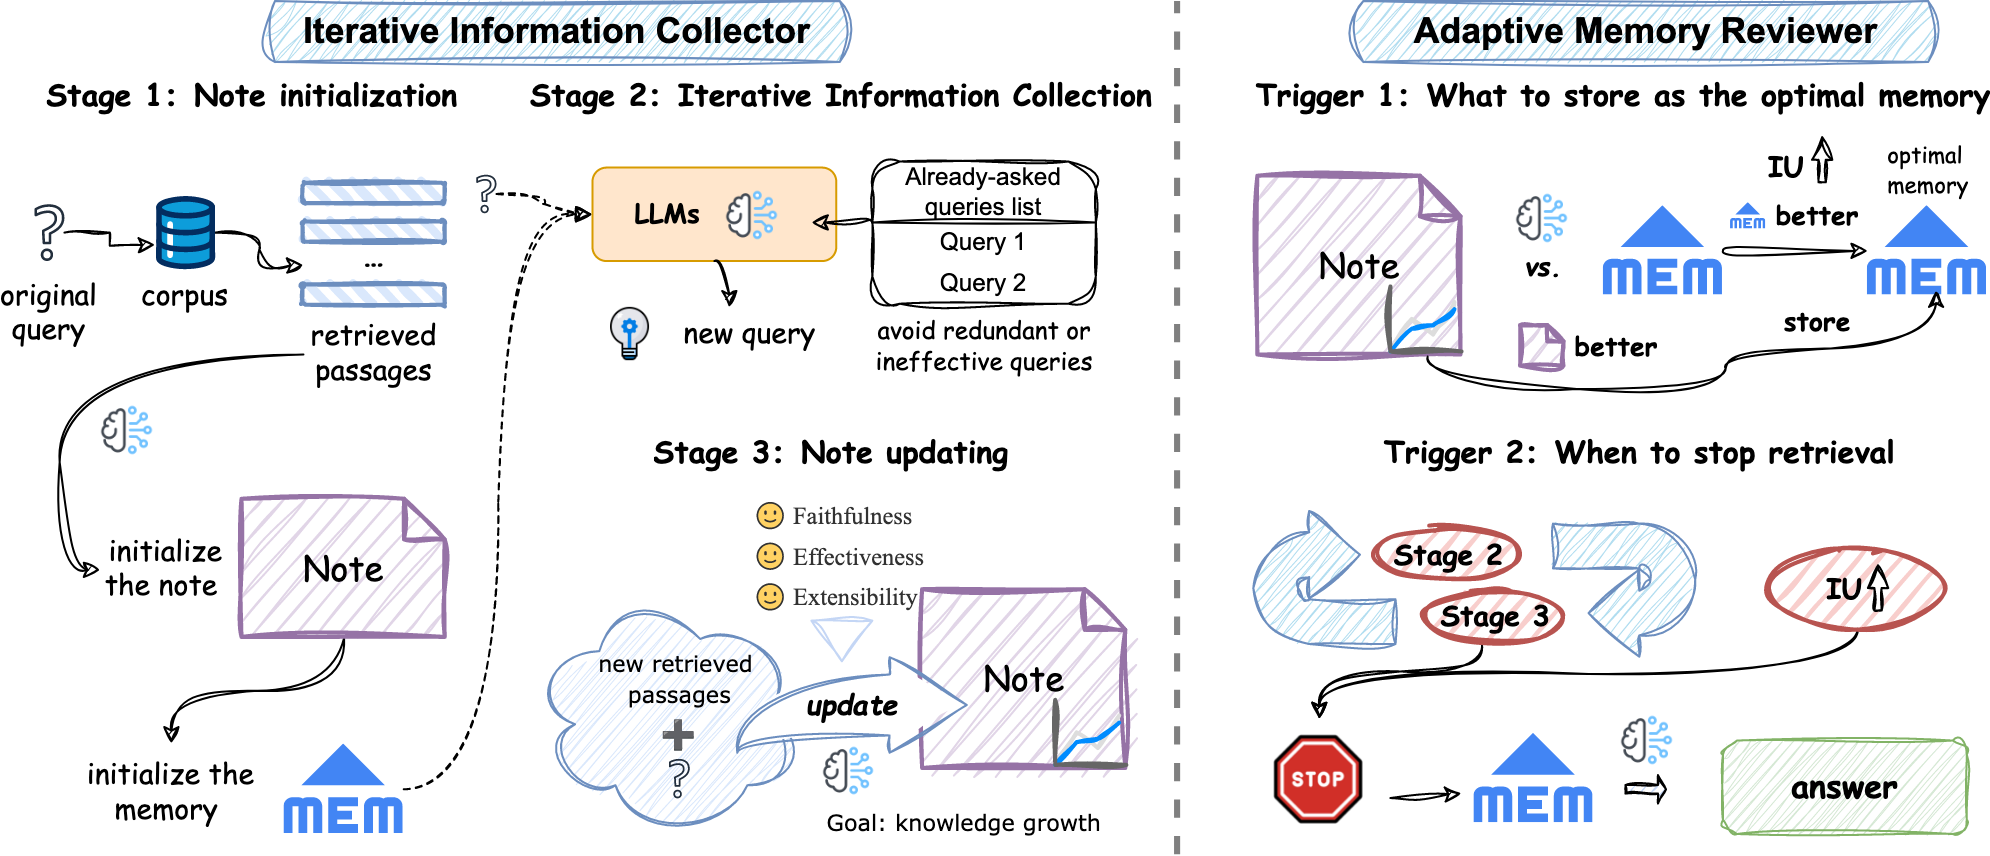 Iterative Information Collector
Stage 1: Note initialization
original
query
corpus
...
retrieved
passages
initialize
the note
Note
initialize the
memory
MEM
Stage 2: Iterative Information Collection
?
LLMs
Already-asked
queries list
Query 1
Query 2
new query
avoid redundant or
ineffective queries
Stage 3: Note updating
Faithfulness
Effectiveness
Extensibility
new retrieved
passages
+
?
update
Note
Goal: knowledge growth
Adaptive Memory Reviewer
Trigger 1: What to store as the optimal memory
Note
vs.
MEM
IU
MEM better
optimal
memory
MEM
better
store
Trigger 2: When to stop retrieval
Stage 2
Stage 3
IU
STOP
MEM
answer